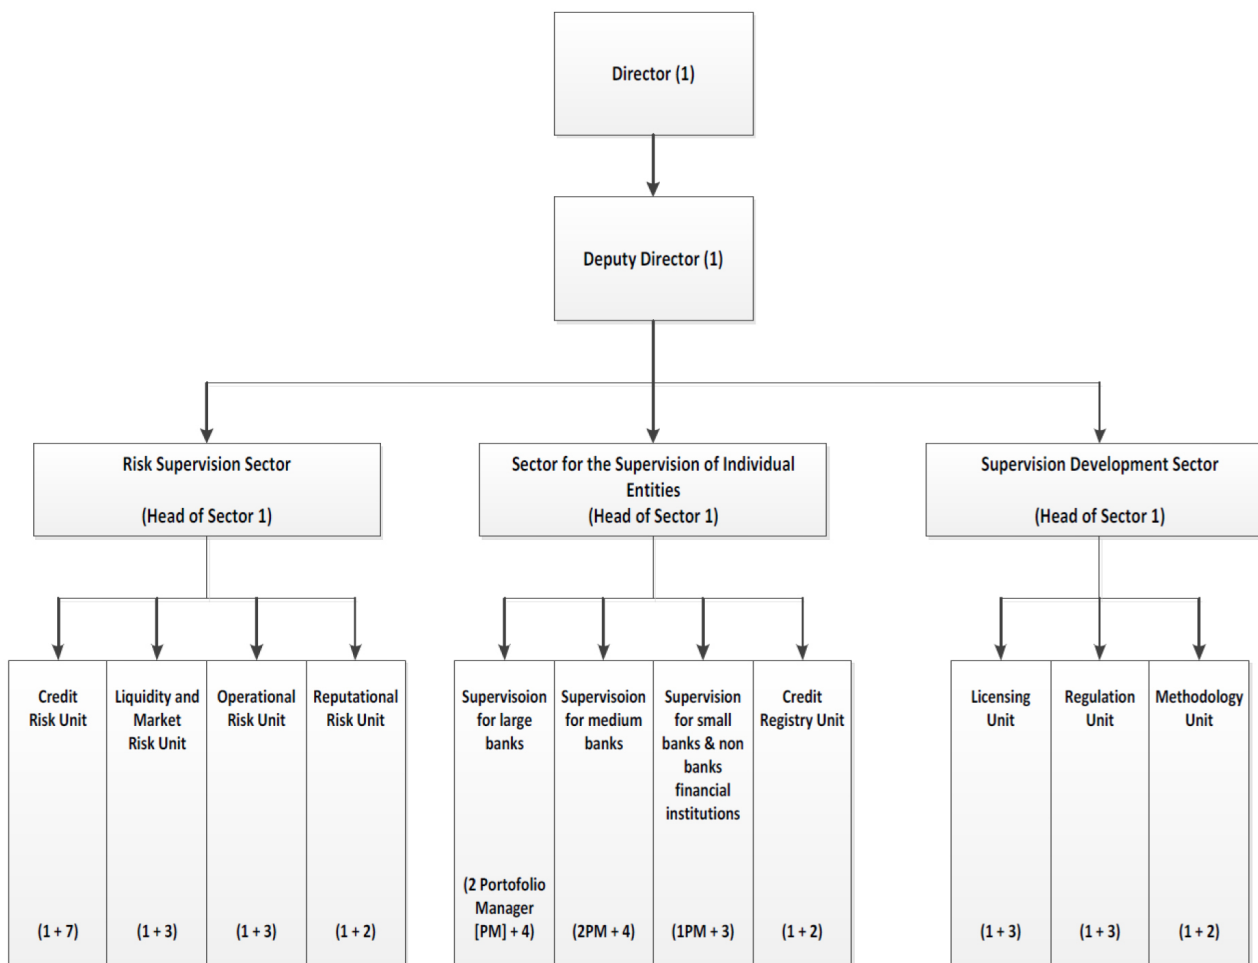 Director (1)
Deputy Director (1)
Risk Supervision Sector
(Head of Sector 1)
Sector for the Supervision of Individual
Entities
(Head of Sector 1)
Supervision Development Sector
(Head of Sector 1)
Credit
Risk Unit
(1 + 7)
Liquidity and
Market
Risk Unit
(1 + 3)
Operational
Risk Unit
(1 + 3)
Reputational
Risk Unit
(1 + 2)
Supervisoion
for large
banks
(2 Portofolio
Manager
[PM] + 4)
Supervisoion
for medium
banks
(2PM + 4)
Supervision
for small
banks & non
banks
financial
institutions
(1PM + 3)
Credit
Registry Unit
(1 + 2)
Licensing
Unit
(1 + 3)
Regulation
Unit
(1 + 3)
Methodology
Unit
(1 + 2)